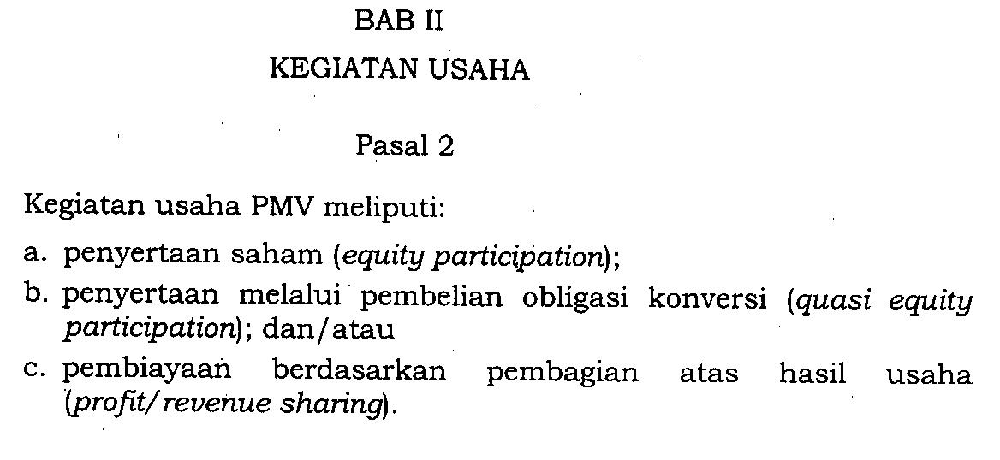 BAB II
KEGIATAN USAHA
Pasal 2
Kegiatan usaha PMV meliputi:
a. penyertaan saham (equity participation);
b. penyertaan melalui pembelian obligasi konversi (quasi equity
participation); dan/atau
c. pembiayaan berdasarkan pembagian atas hasil usaha
(profit/revenue sharing).